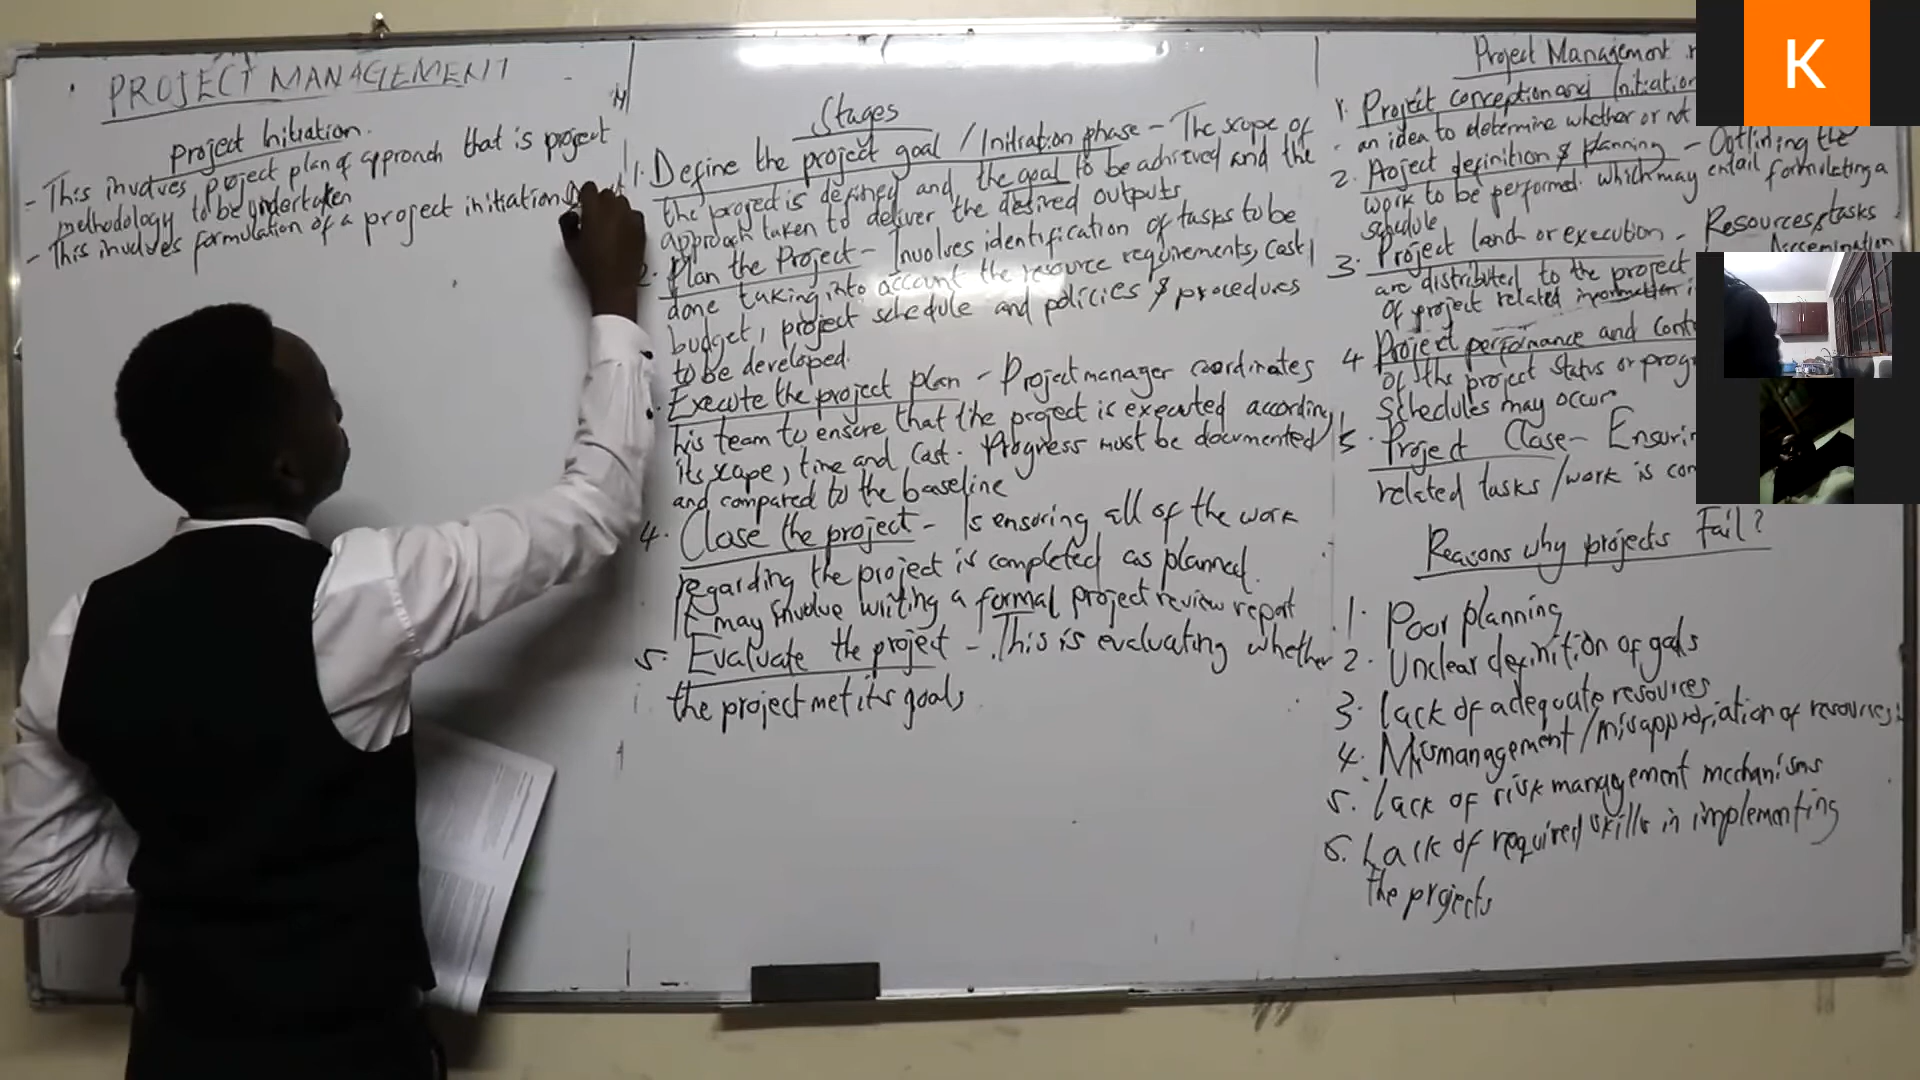 PROJECT MANAGEMENT
Project Initiation.
- This involves project plan of approach that is project
methodology to be undertaken
- This involves formulation of a project initiation
Stages
1. Define the project goal / Initiation phase - The scope of
the project is defined and the goal to be achieved and the
approach taken to deliver the desired outputs
2. Plan the Project - Involves identification of tasks to be
done taking into account the resource requirements, cost,
budget, project schedule and policies & procedures
to be developed.
Execute the project plan - Project manager coordinates
his team to ensure that the project is executed according
its scope, time and cost. Progress must be documented
and compared to the baseline
4. Close the project - Is ensuring all of the work
regarding the project is completed as planned.
It may involve writing a formal project review report
5. Evaluate the project - This is evaluating whether
the project met its goals
Project Management
1. Project conception and Initiation
- an idea to determine whether or not
2. Project definition & planning - Outlining the
work to be performed which may entail formulating a
schedule
3. Project lanch or execution - Resources, tasks
are distributed to the project Dissemination
of project related information i
4 Project performance and cont
of the project status or prog
schedules may occur
5. Project Close - Ensurin
related tasks/work is com
Reasons why projects Fail?
1. Poor planning
2. Unclear definition of goals
3. Lack of adequate resources
4. Mismanagement / misappropriation of resources
5. Lack of risk management mechanisms
6. Lack of required skills in implementing
the projects
K